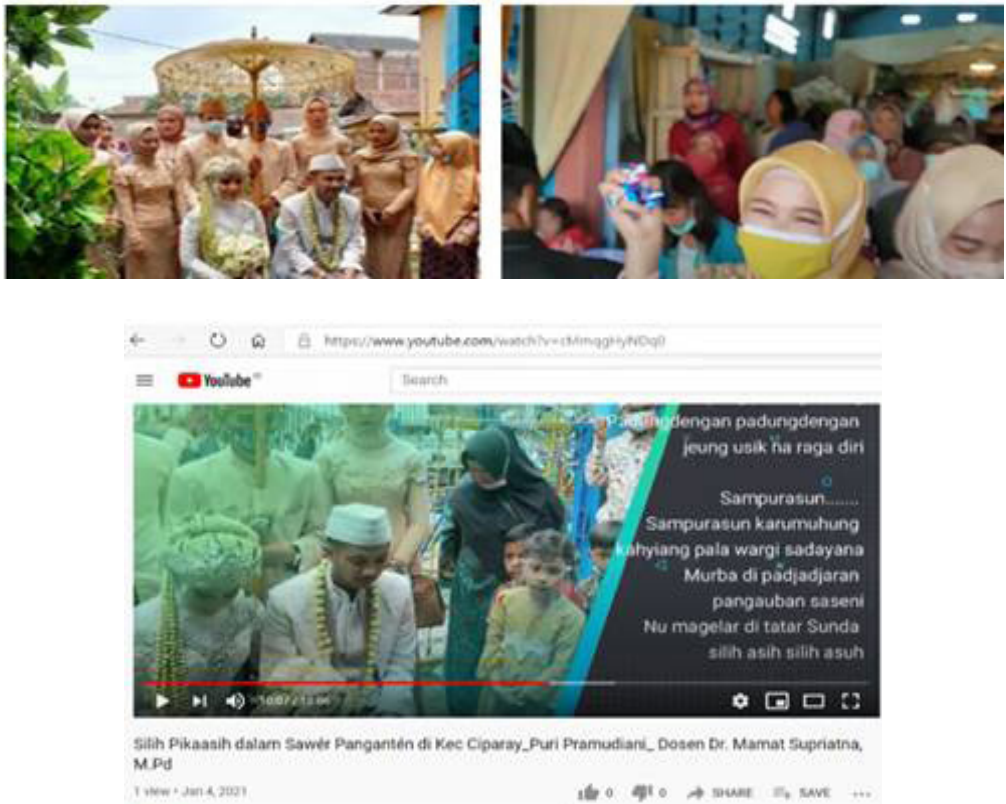 https://www.youtube.com/watch?v=
YouTube
Search
Padungdengan padungdengan
jeung usik na raga diri
Sampurasun.......
Sampurasun karumuhung
kahyiang pala wargi sadayana
Murba di padjadjaran
pangauban saseni
Nu magelar di tatar Sunda
silih asih silih asuh
Silih Pikaasih dalam Sawér Pangantén di Kec Ciparay_Puri Pramudiani_ Dosen Dr. Mamat Supriatna,
M.Pd
1 view • Jan 4, 2021
0
0
SHARE
SAVE